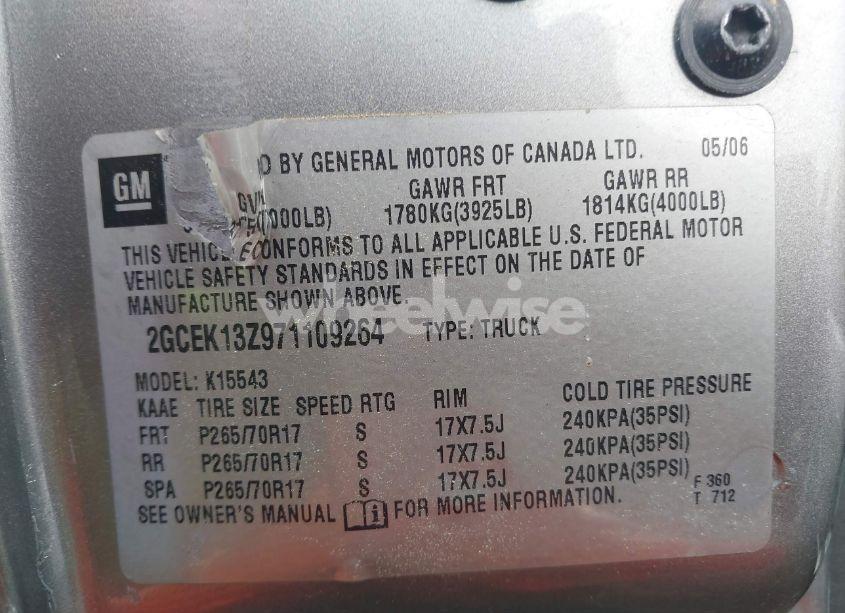 GM
D BY GENERAL MOTORS OF CANADA LTD. 05/06
GAWR FRT GAWR RR
000LB) 1780KG(3925LB) 1814KG(4000LB)
THIS VEHICLE CONFORMS TO ALL APPLICABLE U.S. FEDERAL MOTOR
VEHICLE SAFETY STANDARDS IN EFFECT ON THE DATE OF
MANUFACTURE SHOWN ABOVE.
wheelwise
2GCEK13Z971109264 TYPE: TRUCK
MODEL: K15543
KAAE TIRE SIZE SPEED RTG RIM COLD TIRE PRESSURE
FRT P265/70R17 S 17X7.5J 240KPA(35PSI)
RR P265/70R17 S 17X7.5J 240KPA(35PSI)
SPA P265/70R17 S 17X7.5J 240KPA(35PSI)
F 360
T 712
SEE OWNER'S MANUAL FOR MORE INFORMATION.